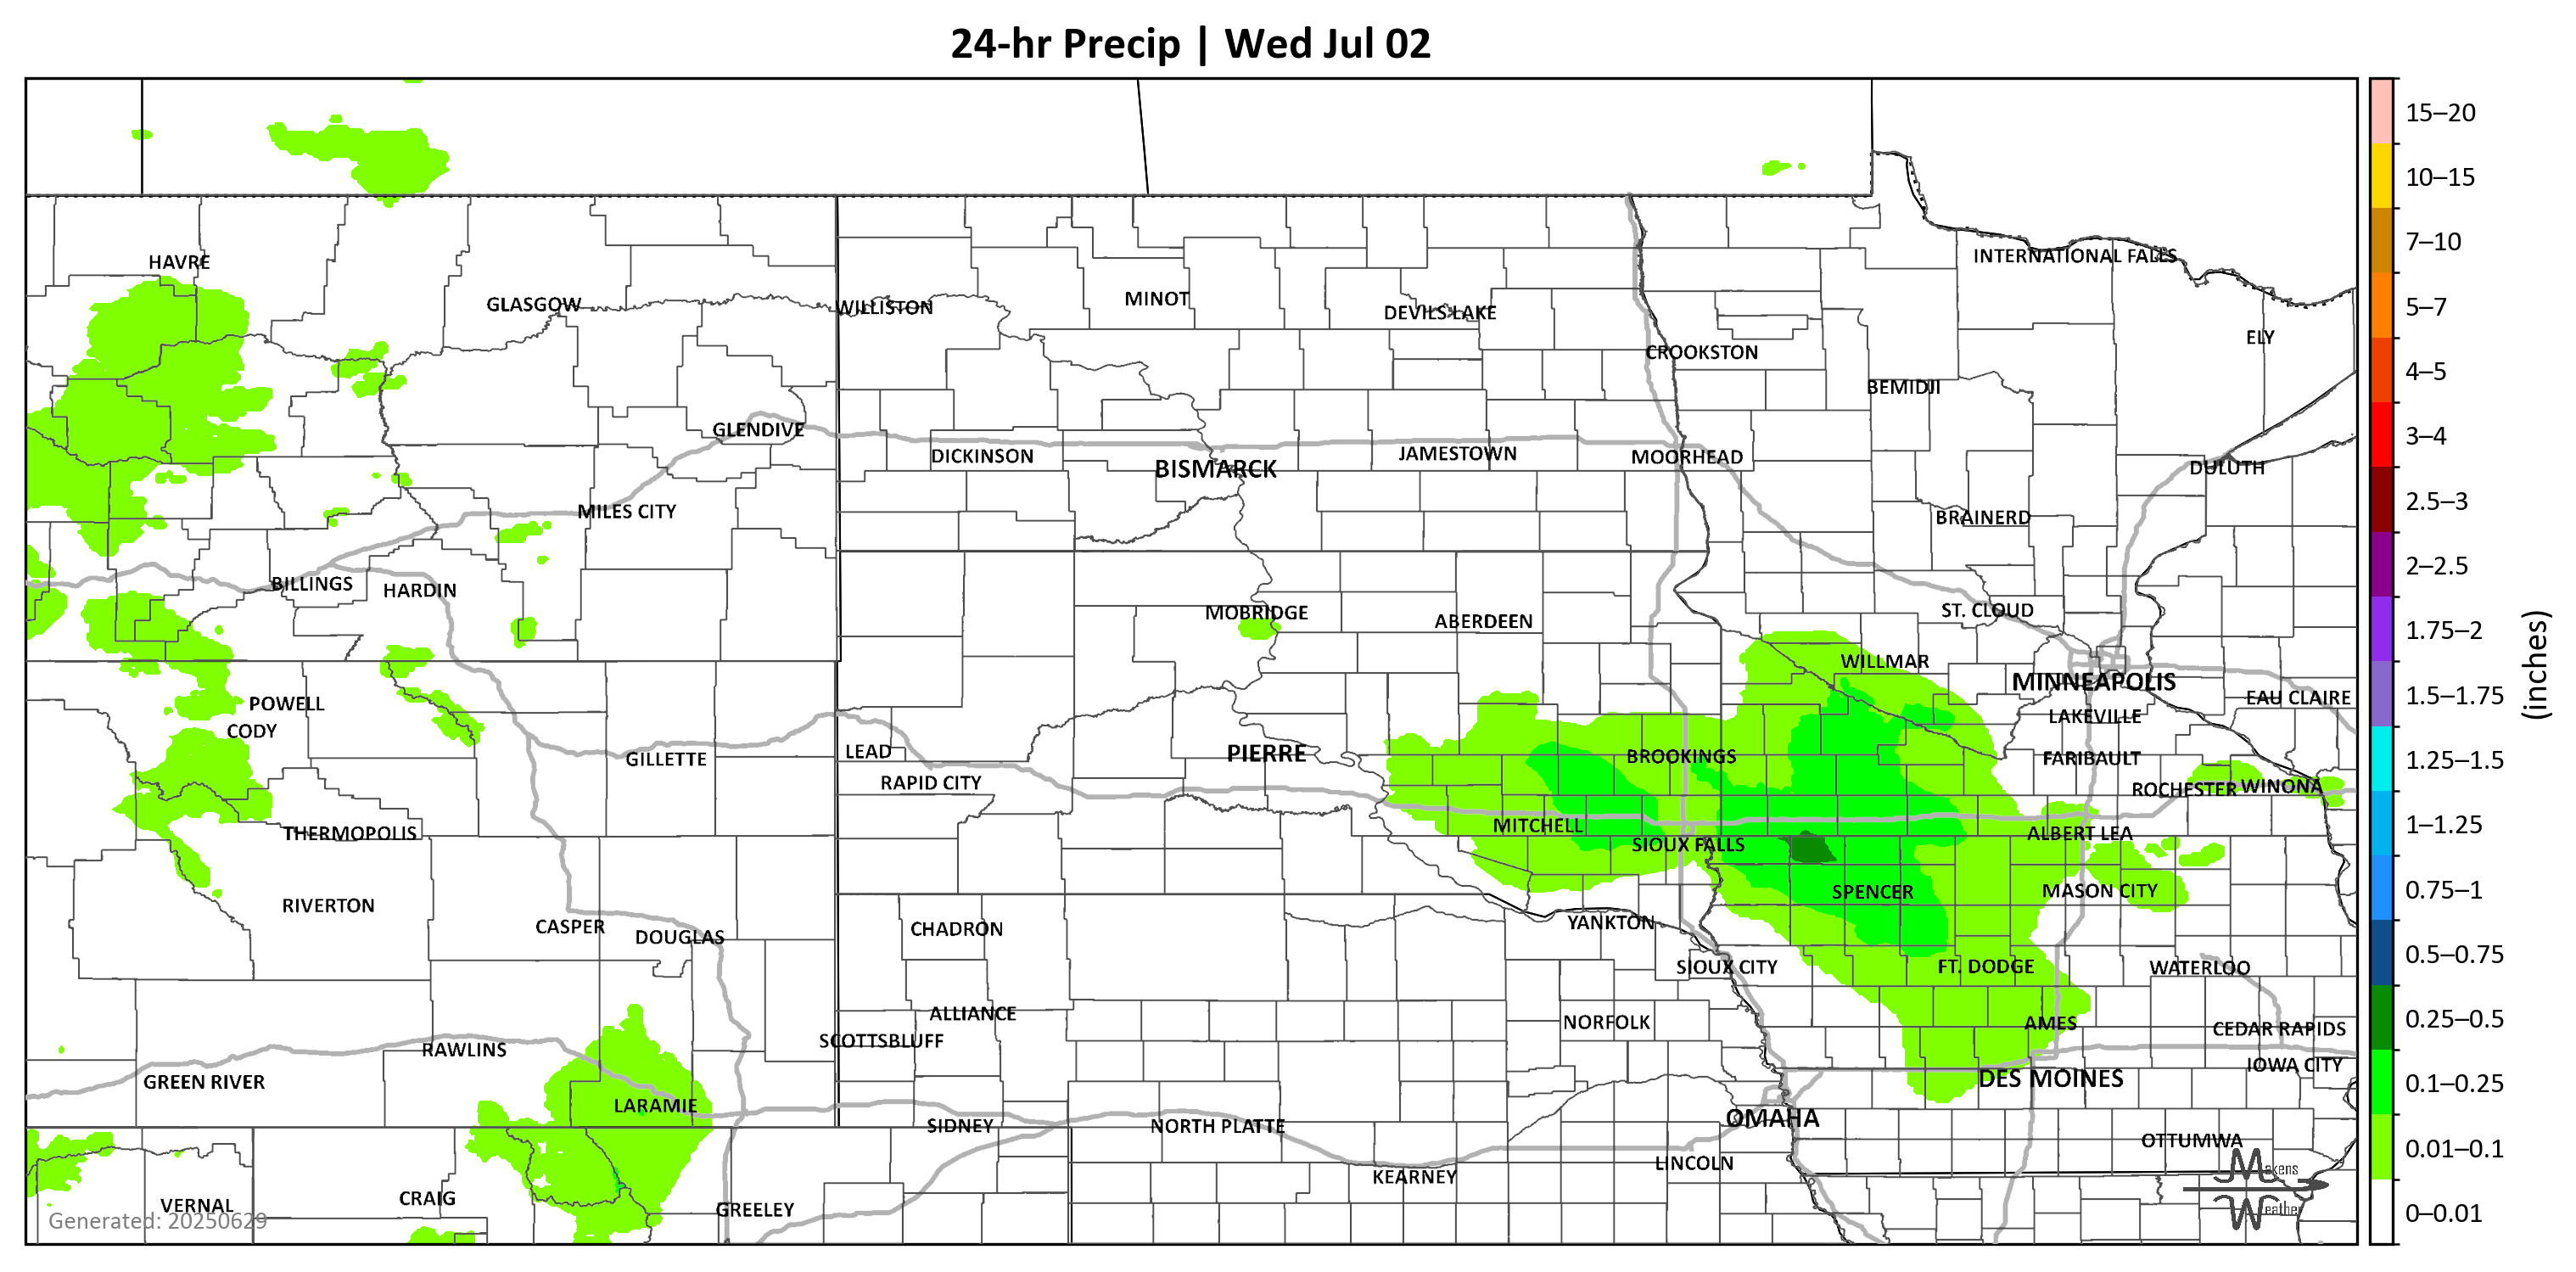 24-hr Precip | Wed Jul 02
15–20
10–15
7–10
5–7
4–5
3–4
2.5–3
2–2.5
1.75–2
1.5–1.75
1.25–1.5
1–1.25
0.75–1
0.5–0.75
0.25–0.5
0.1–0.25
0.01–0.1
0–0.01
(inches)
HAVRE
INTERNATIONAL FALLS
GLASGOW
WILLISTON
MINOT
DEVILS LAKE
ELY
CROOKSTON
BEMIDJI
GLENDIVE
DICKINSON
BISMARCK
JAMESTOWN
MOORHEAD
DULUTH
MILES CITY
BRAINERD
BILLINGS
HARDIN
MOBRIDGE
ABERDEEN
ST. CLOUD
WILLMAR
MINNEAPOLIS
POWELL
CODY
EAU CLAIRE
LAKEVILLE
GILLETTE
LEAD
RAPID CITY
PIERRE
BROOKINGS
FARIBAULT
ROCHESTER
WINONA
THERMOPOLIS
MITCHELL
SIOUX FALLS
ALBERT LEA
RIVERTON
SPENCER
MASON CITY
CASPER
DOUGLAS
CHADRON
YANKTON
SIOUX CITY
FT. DODGE
WATERLOO
ALLIANCE
SCOTTSBLUFF
NORFOLK
AMES
CEDAR RAPIDS
RAWLINS
IOWA CITY
GREEN RIVER
LARAMIE
DES MOINES
SIDNEY
NORTH PLATTE
OMAHA
OTTUMWA
LINCOLN
KEARNEY
VERNAL
CRAIG
GREELEY
Generated: 20250629
Makens
Weather